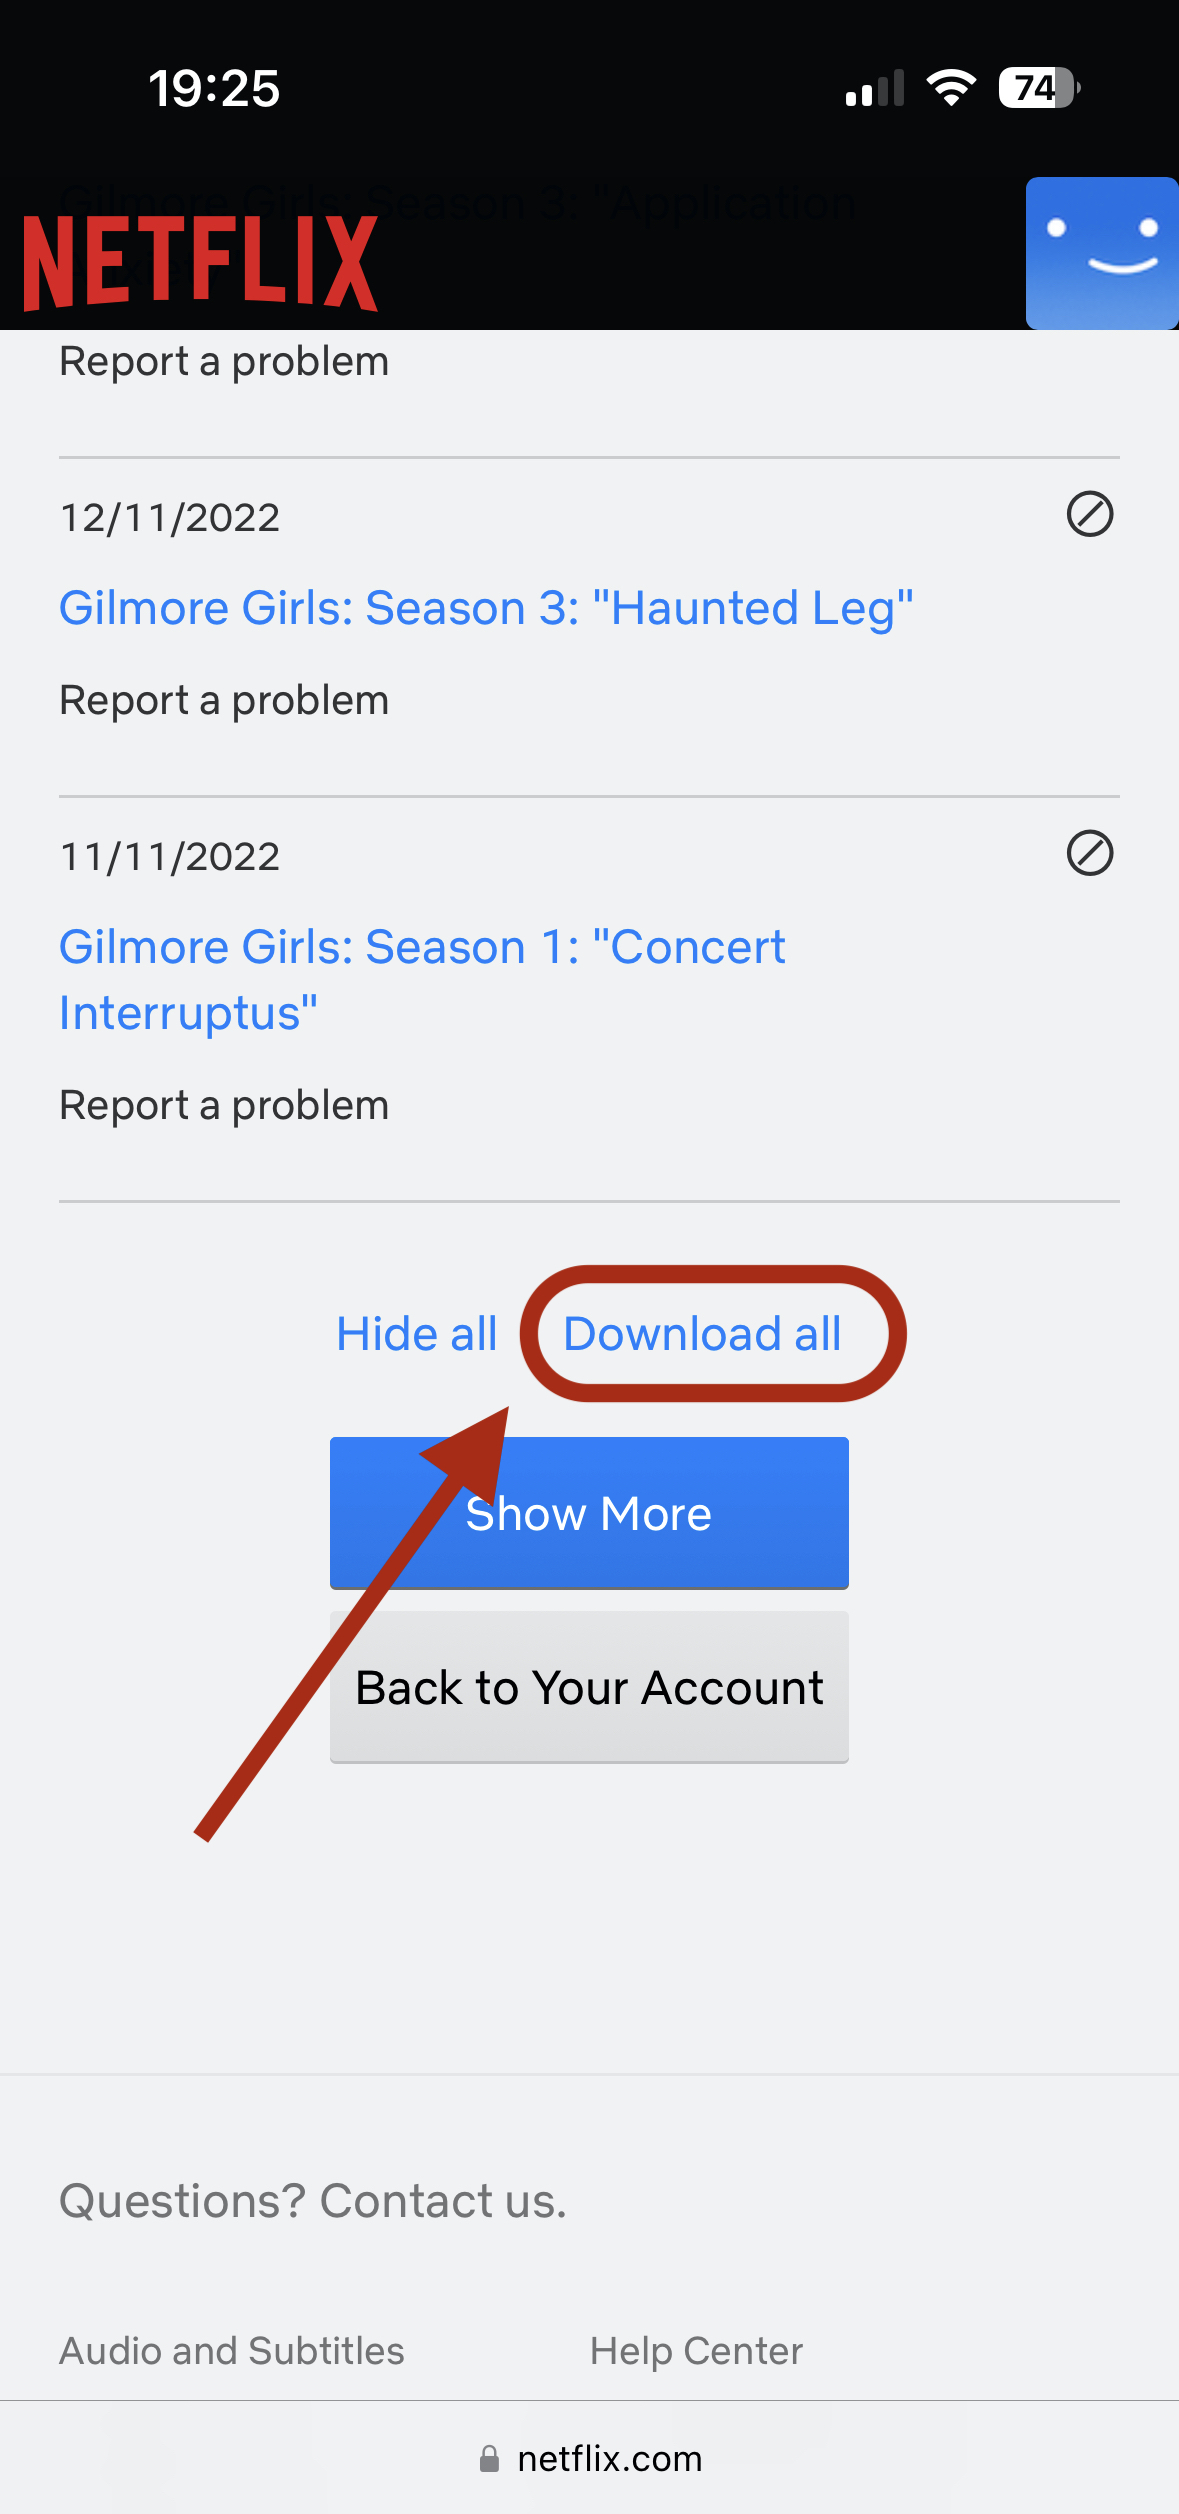 19:25
74
Gilmore Girls: Season 3: "Application
NETFLIX
Report a problem
12/11/2022
Gilmore Girls: Season 3: "Haunted Leg"
Report a problem
11/11/2022
Gilmore Girls: Season 1: "Concert
Interruptus"
Report a problem
Hide all Download all
Show More
Back to Your Account
Questions? Contact us.
Audio and Subtitles Help Center
netflix.com